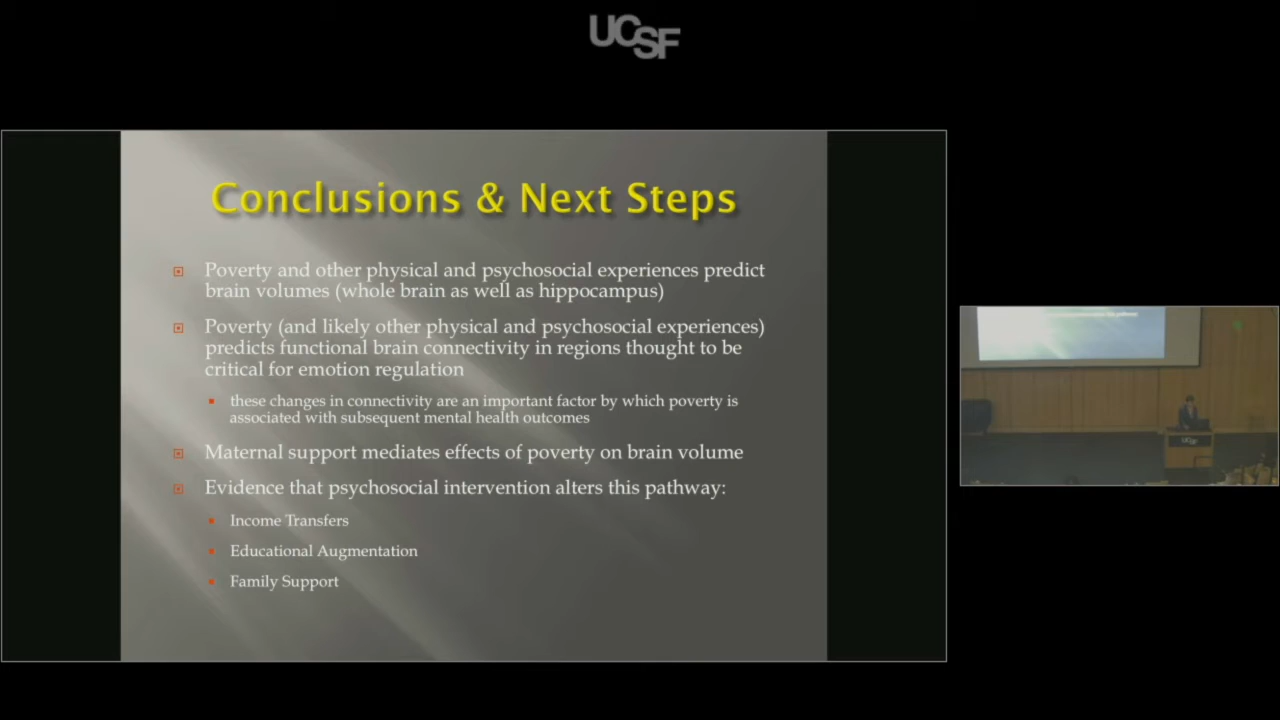 UCSF
Conclusions & Next Steps
Poverty and other physical and psychosocial experiences predict
brain volumes (whole brain as well as hippocampus)
Poverty (and likely other physical and psychosocial experiences)
predicts functional brain connectivity in regions thought to be
critical for emotion regulation
these changes in connectivity are an important factor by which poverty is
associated with subsequent mental health outcomes
Maternal support mediates effects of poverty on brain volume
Evidence that psychosocial intervention alters this pathway:
Income Transfers
Educational Augmentation
Family Support
UCSF